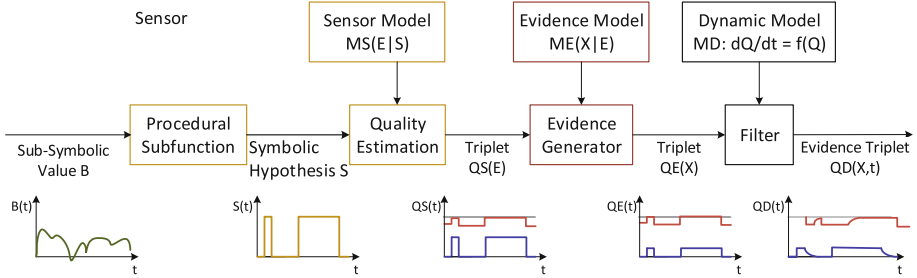 Sensor
Sensor Model
MS(E|S)
Evidence Model
ME(X|E)
Dynamic Model
MD: dQ/dt = f(Q)
Procedural
Subfunction
Quality
Estimation
Evidence
Generator
Filter
Sub-Symbolic
Value B
Symbolic
Hypothesis S
Triplet
QS(E)
Triplet
QE(X)
Evidence Triplet
QD(X,t)
B(t)
t
S(t)
t
QS(t)
t
QE(t)
t
QD(t)
t